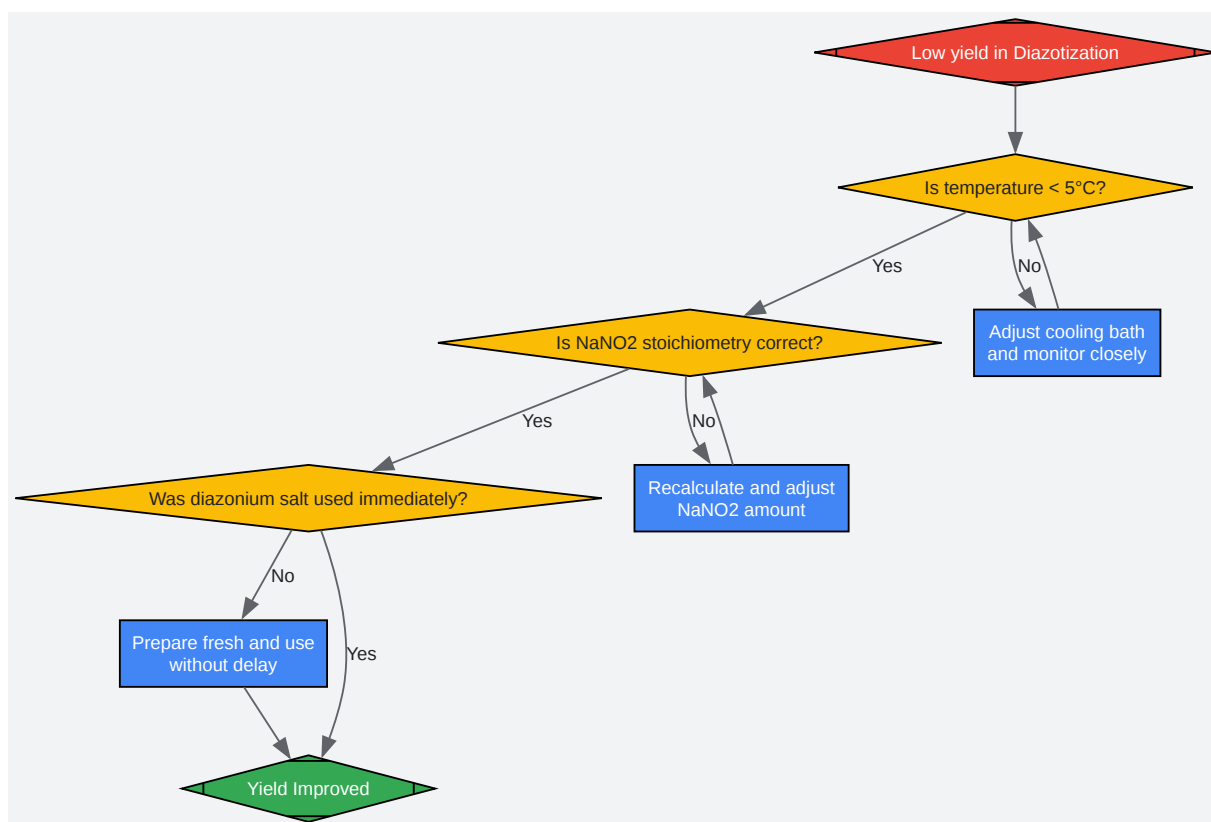 Low yield in Diazotization
Is temperature < 5°C?
Yes
No
Is NaNO2 stoichiometry correct?
Adjust cooling bath
and monitor closely
Yes
No
Was diazonium salt used immediately?
Recalculate and adjust
NaNO2 amount
No
Prepare fresh and use
without delay
Yes
Yield Improved